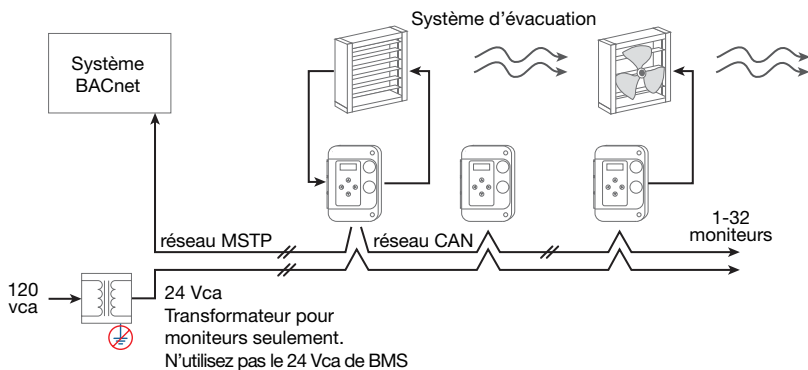 Système d'évacuation
Système
BACnet
réseau MSTP
réseau CAN
1-32
moniteurs
120
vca
24 Vca
Transformateur pour
moniteurs seulement.
N'utilisez pas le 24 Vca de BMS